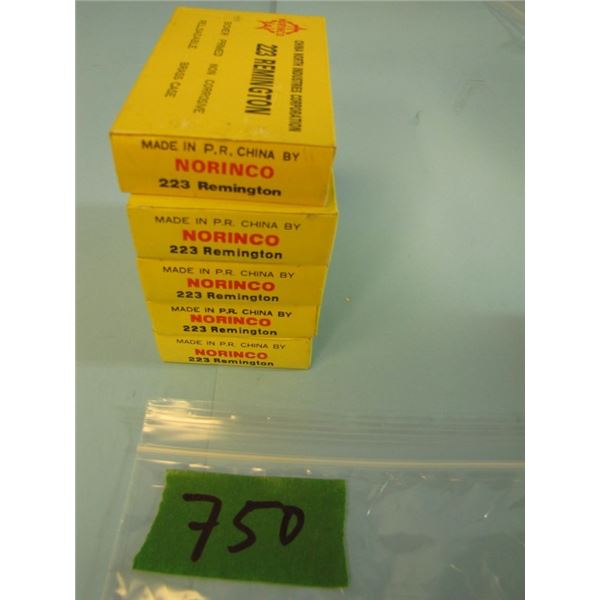 NORINCO
CHINA NORTH INDUSTRIES CORPORATION
223 REMINGTON
BOXER PRIMED NON CORROSIVE
RELOADABLE BRASS CASE
MADE IN P.R. CHINA BY
NORINCO
223 Remington
MADE IN P.R. CHINA BY
NORINCO
223 Remington
MADE IN P.R. CHINA BY
NORINCO
223 Remington
MADE IN P.R. CHINA BY
NORINCO
223 Remington
MADE IN P.R. CHINA BY
NORINCO
223 Remington
750